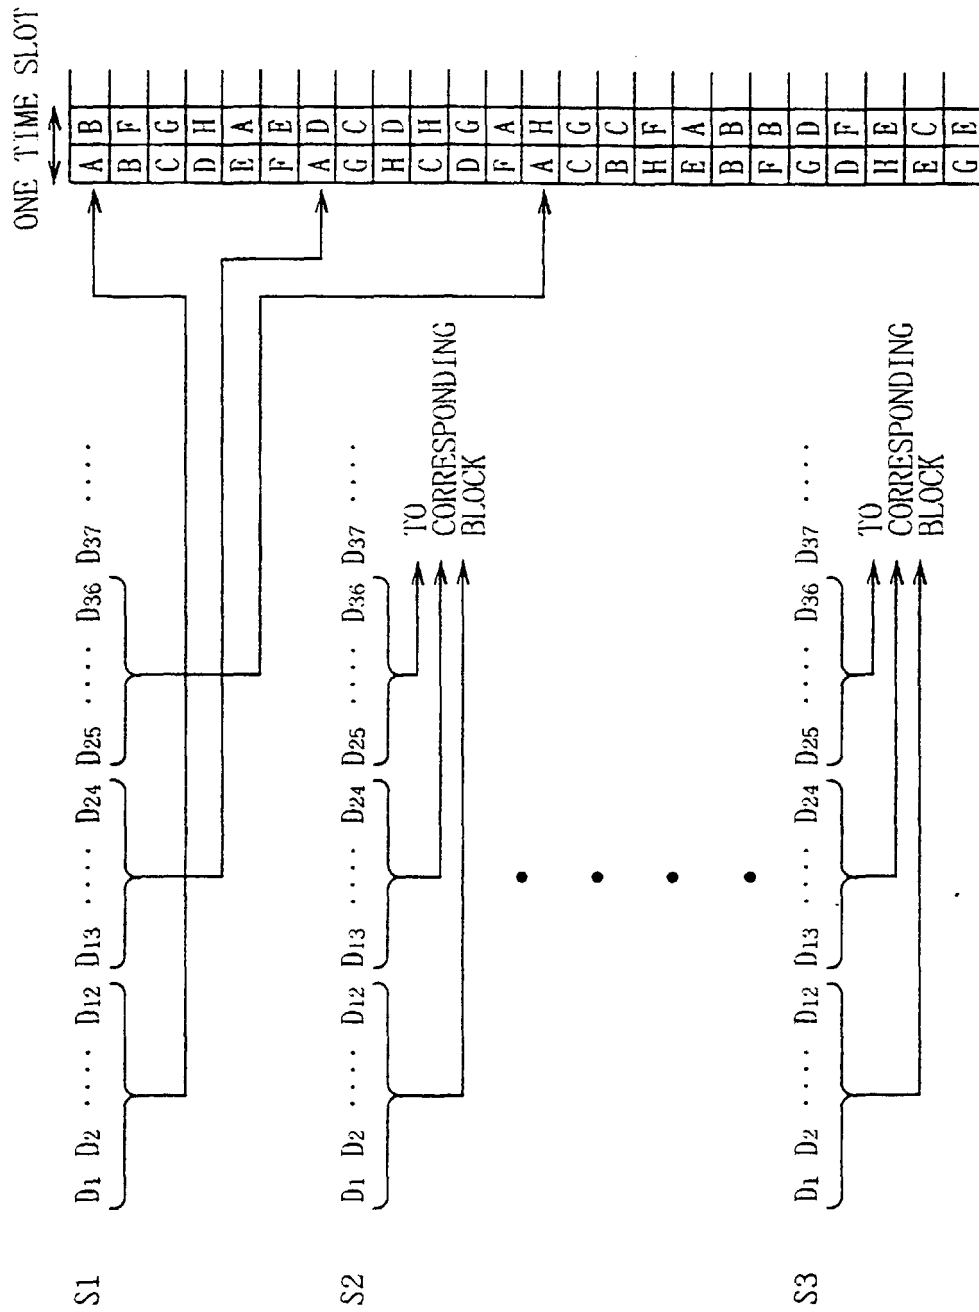 ONE TIME SLOT
S1 D1 D2 ···· D12 D13 ···· D24 D25 ···· D36 D37 ····
S2 D1 D2 ···· D12 D13 ···· D24 D25 ···· D36 D37 ····
TO
CORRESPONDING
BLOCK
S3 D1 D2 ···· D12 D13 ···· D24 D25 ···· D36 D37 ····
TO
CORRESPONDING
BLOCK
A B
B F
C G
D H
E A
F E
A D
G C
H D
C H
D G
F A
A H
C G
B C
H F
E A
B B
F B
G D
D F
H E
E C
G E